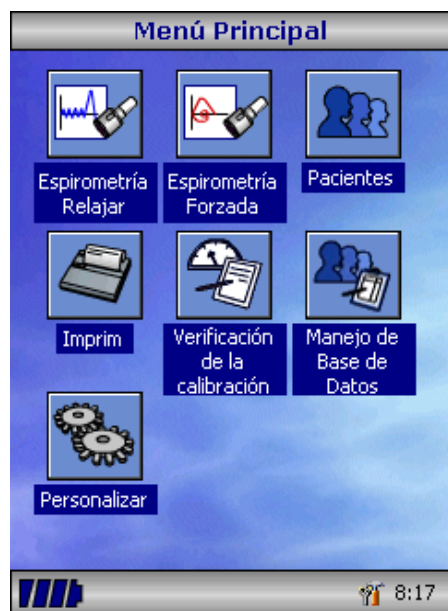 Menú Principal
Espirometría
Relajar
Espirometría
Forzada
Pacientes
Imprim
Verificación
de la
calibración
Manejo de
Base de
Datos
Personalizar
8:17